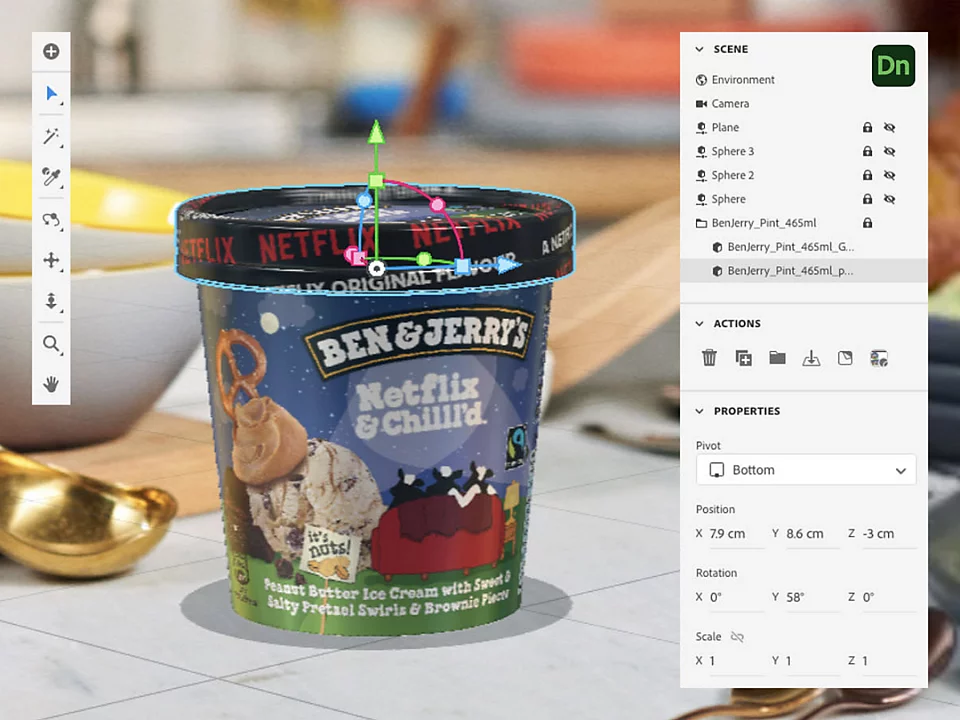 SCENE
Dn
Environment
Camera
Plane
Sphere 3
Sphere 2
Sphere
BenJerry_Pint_465ml
BenJerry_Pint_465ml_G...
BenJerry_Pint_465ml_p...
ACTIONS
PROPERTIES
Pivot
Bottom
Position
X 7.9 cm Y 8.6 cm Z -3 cm
Rotation
X 0° Y 58° Z 0°
Scale
X 1 Y 1 Z 1
NETFLIX NETFLIX
ORIGINAL FLAVOUR
BEN & JERRY'S
Netflix
& Chilll'd
it's
nuts!
Peanut Butter Ice Cream with Sweet &
Salty Pretzel Swirls & Brownie Pieces